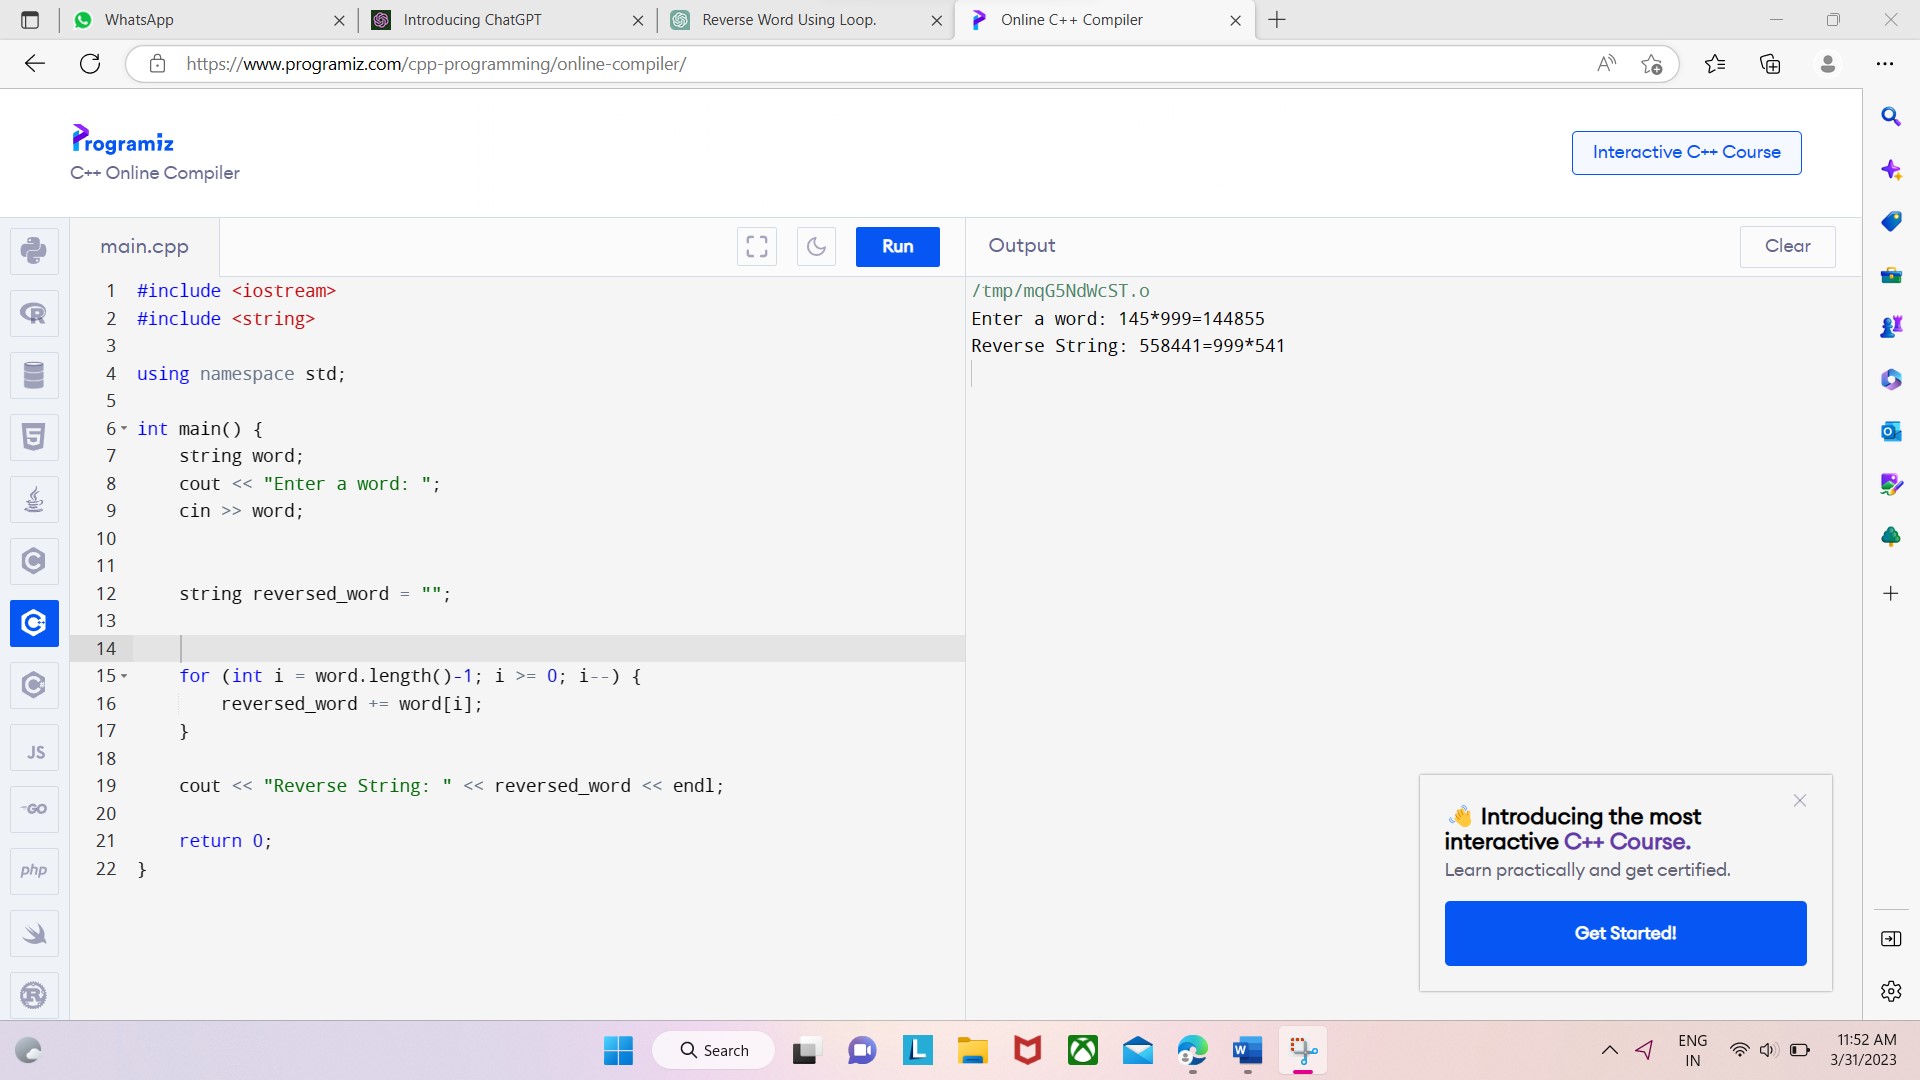 WhatsApp
Introducing ChatGPT
Reverse Word Using Loop.
Online C++ Compiler
https://www.programiz.com/cpp-programming/online-compiler/
Programiz
C++ Online Compiler
Interactive C++ Course
main.cpp
Run
Output
Clear
1 #include <iostream>
2 #include <string>
3
4 using namespace std;
5
6 int main() {
7 string word;
8 cout << "Enter a word: ";
9 cin >> word;
10
11
12 string reversed_word = "";
13
14
15 for (int i = word.length()-1; i >= 0; i--) {
16 reversed_word += word[i];
17 }
18
19 cout << "Reverse String: " << reversed_word << endl;
20
21 return 0;
22 }
/tmp/mqG5NdWcST.o
Enter a word: 145*999=144855
Reverse String: 558441=999*541
JS
GO
php
👋 Introducing the most
interactive C++ Course.
Learn practically and get certified.
Get Started!
Search
ENG
IN
11:52 AM
3/31/2023